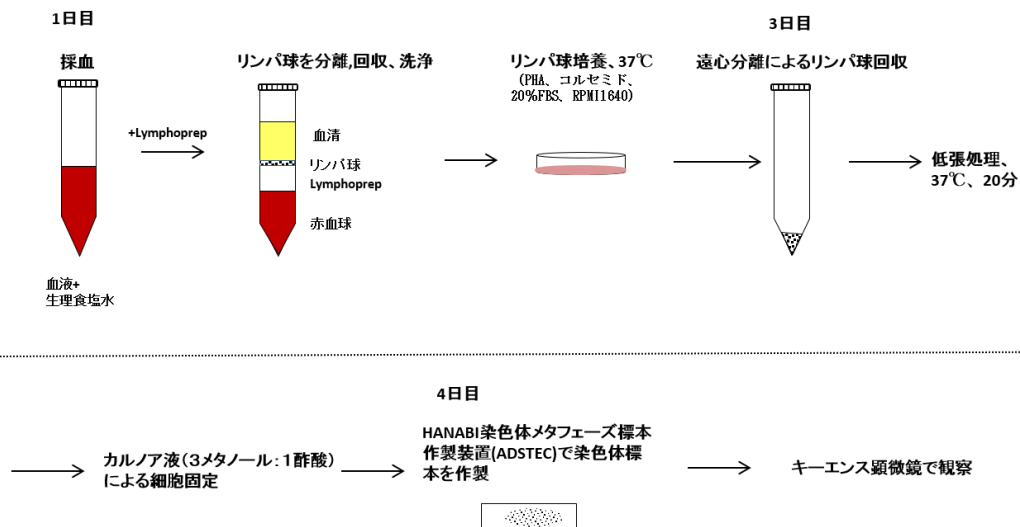 1日目
採血
+Lymphoprep
血液+
生理食塩水
リンパ球を分離,回収、洗浄
血清
リンパ球
Lymphoprep
赤血球
リンパ球培養、37℃
(PHA、コルセミド、
20%FBS、RPMI1640)
3日目
遠心分離によるリンパ球回収
低張処理、
37℃、20分
カルノア液(3メタノール:1酢酸)
による細胞固定
4日目
HANABI染色体メタフェーズ標本
作製装置(ADSTEC)で染色体標
本を作製
キーエンス顕微鏡で観察